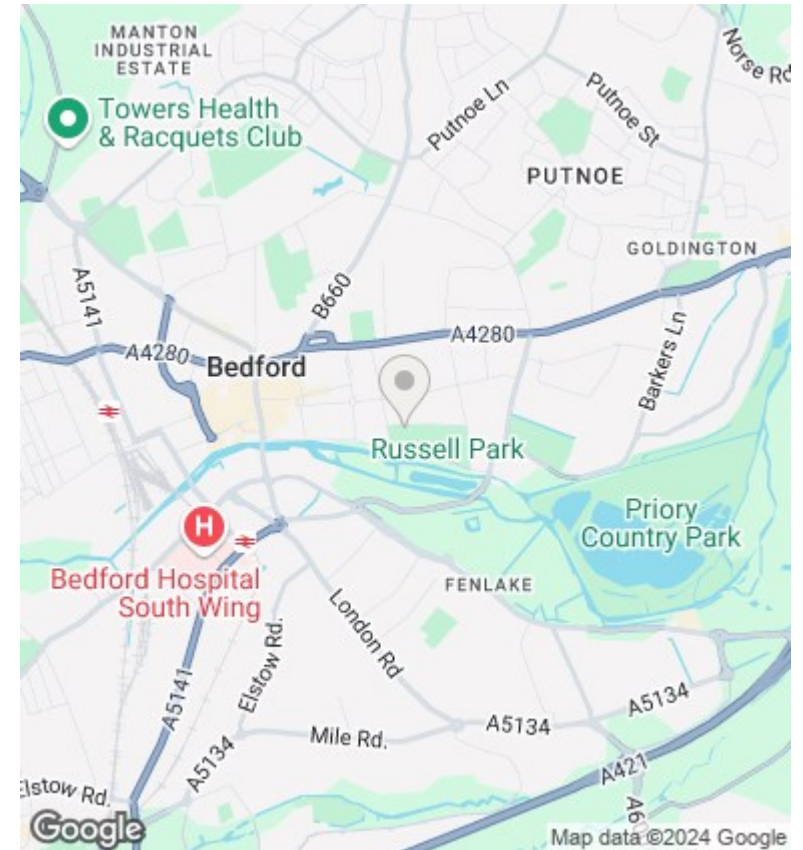 MANTON
INDUSTRIAL
ESTATE
Norse Rd
Towers Health
& Racquets Club
Putnoe Ln
Putnoe St
PUTNOE
GOLDINGTON
A5141
B660
A4280
A4280
Bedford
Barkers Ln
Russell Park
Priory
Country Park
H
Bedford Hospital
South Wing
FENLAKE
London Rd
Elstow Rd.
A5141
Mile Rd.
A5134
A5134
A5134
A421
Elstow Rd.
Google
Map data ©2024 Google